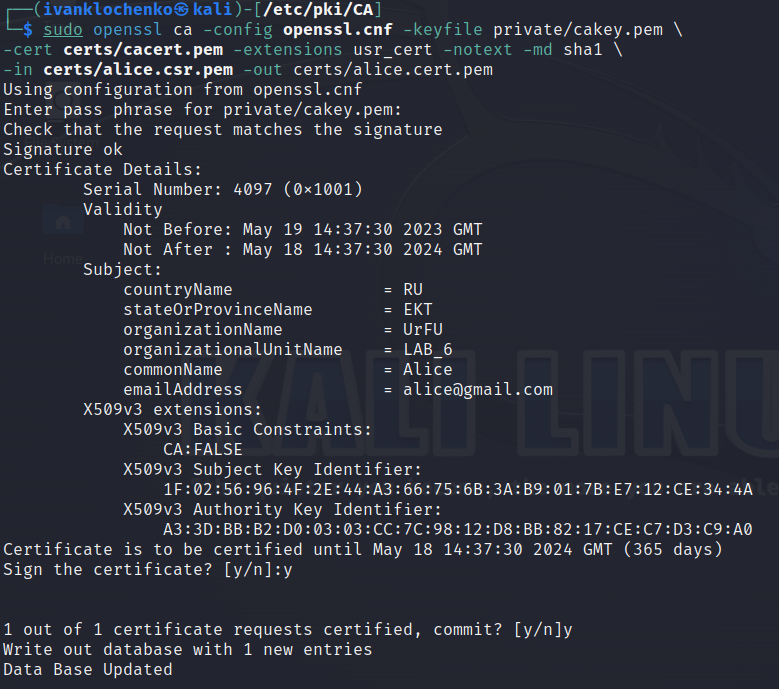 ┌──(ivanklochenko㉿kali)-[/etc/pki/CA]
└─$ sudo openssl ca -config openssl.cnf -keyfile private/cakey.pem \
-cert certs/cacert.pem -extensions usr_cert -notext -md sha1 \
-in certs/alice.csr.pem -out certs/alice.cert.pem
Using configuration from openssl.cnf
Enter pass phrase for private/cakey.pem:
Check that the request matches the signature
Signature ok
Certificate Details:
        Serial Number: 4097 (0×1001)
        Validity
            Not Before: May 19 14:37:30 2023 GMT
            Not After : May 18 14:37:30 2024 GMT
        Subject:
            countryName               = RU
            stateOrProvinceName       = EKT
            organizationName          = UrFU
            organizationalUnitName    = LAB_6
            commonName                = Alice
            emailAddress              = alice@gmail.com
        X509v3 extensions:
            X509v3 Basic Constraints:
                CA:FALSE
            X509v3 Subject Key Identifier:
                1F:02:56:96:4F:2E:44:A3:66:75:6B:3A:B9:01:7B:E7:12:CE:34:4A
            X509v3 Authority Key Identifier:
                A3:3D:BB:B2:D0:03:03:CC:7C:98:12:D8:BB:82:17:CE:C7:D3:C9:A0
Certificate is to be certified until May 18 14:37:30 2024 GMT (365 days)
Sign the certificate? [y/n]:y
1 out of 1 certificate requests certified, commit? [y/n]y
Write out database with 1 new entries
Data Base Updated
Home
KALI LINU